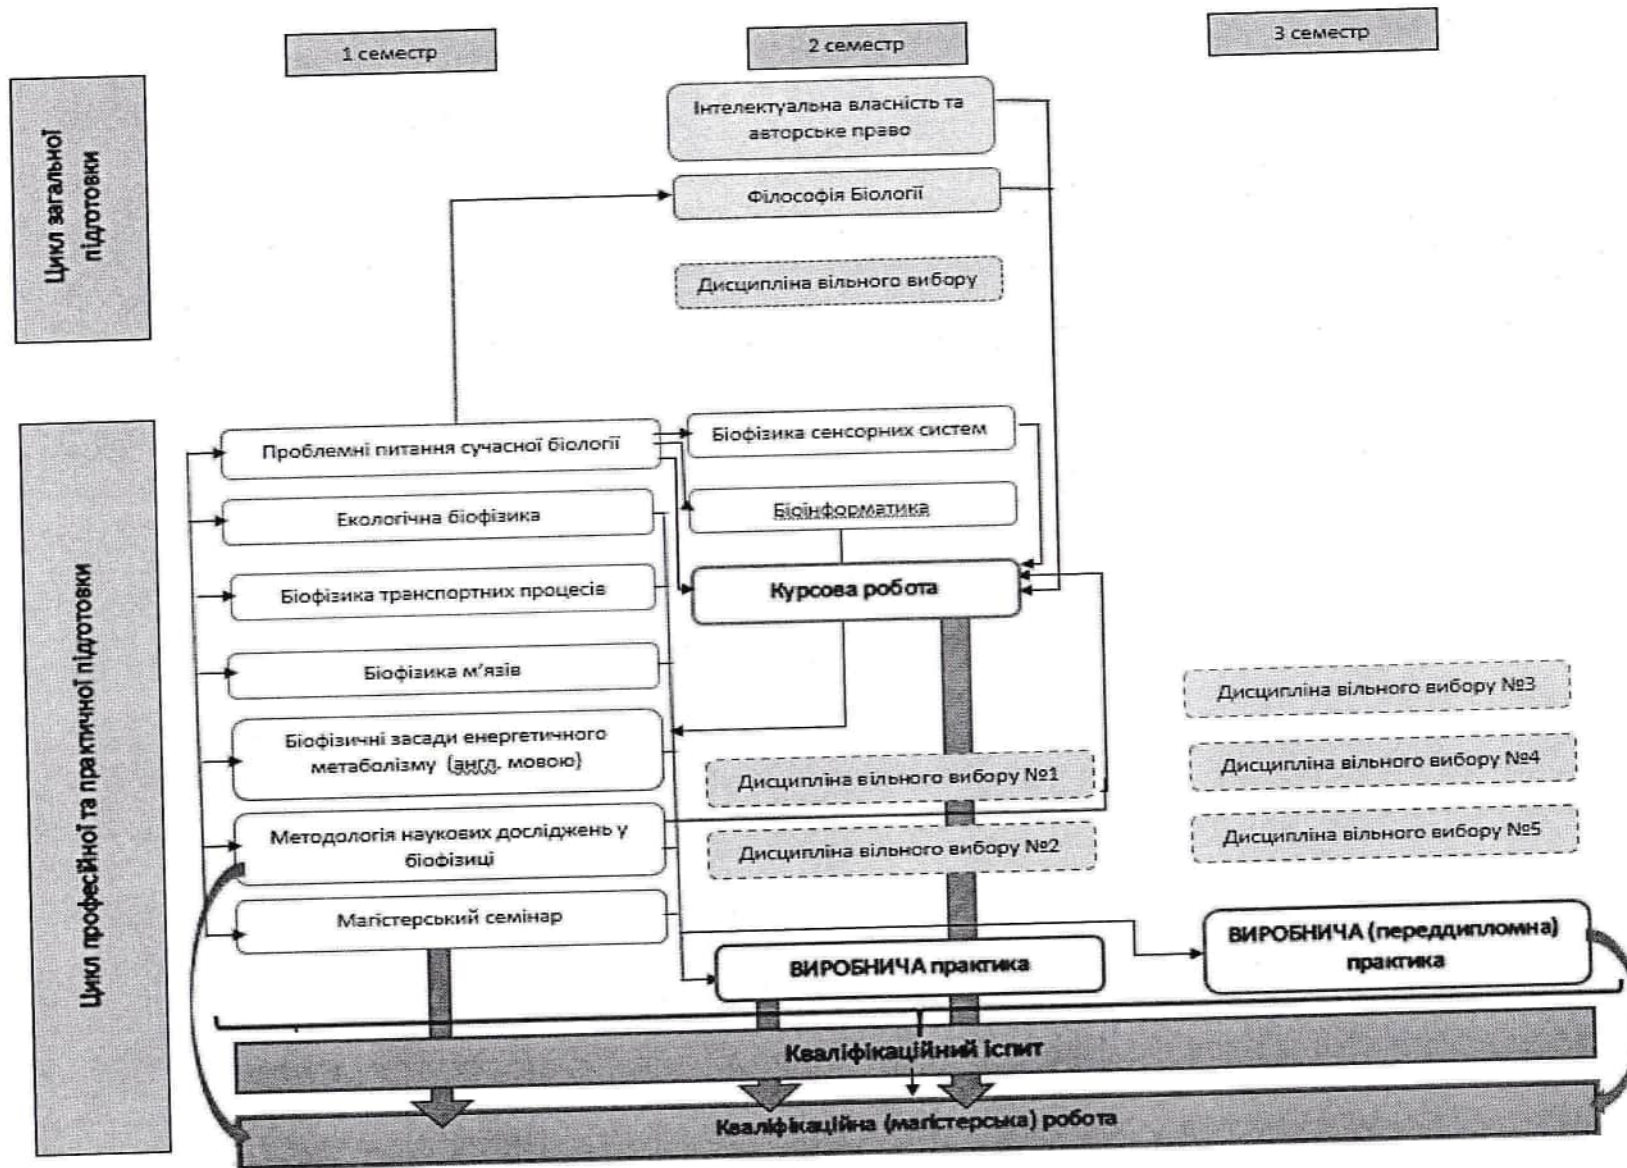 1 семестр
2 семестр
3 семестр
Цикл загальної
підготовки
Інтелектуальна власність та
авторське право
Філософія Біології
Дисципліна вільного вибору
Цикл професійної та практичної підготовки
Проблемні питання сучасної біології
Біофізика сенсорних систем
Екологічна біофізика
Біоінформатика
Біофізика транспортних процесів
Курсова робота
Біофізика м’язів
Дисципліна вільного вибору №3
Біофізичні засади енергетичного
метаболізму (англ. мовою)
Дисципліна вільного вибору №1
Дисципліна вільного вибору №4
Методологія наукових досліджень у
біофізиці
Дисципліна вільного вибору №2
Дисципліна вільного вибору №5
Магістерський семінар
ВИРОБНИЧА практика
ВИРОБНИЧА (переддипломна)
практика
Кваліфікаційний іспит
Кваліфікаційна (магістерська) робота